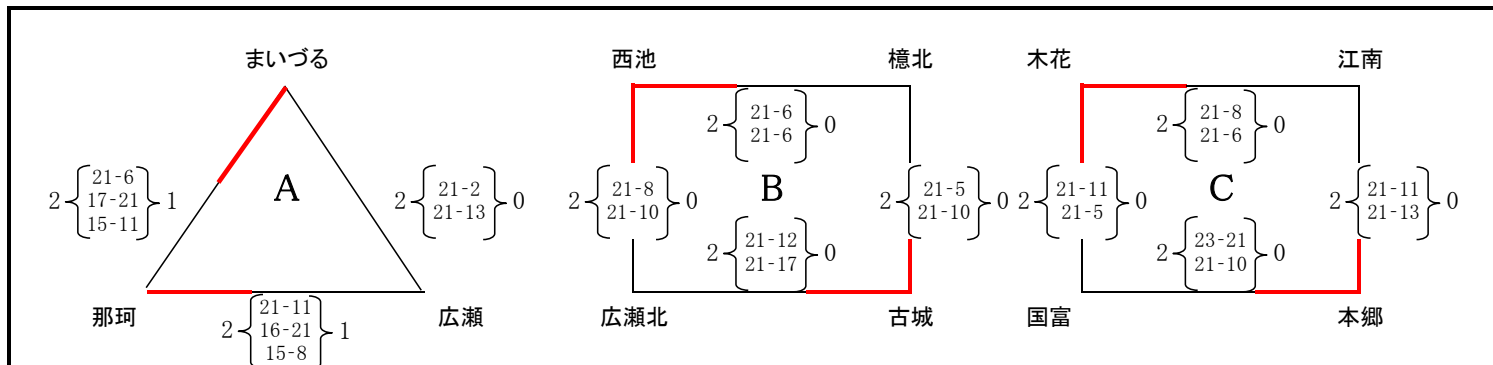 まいづる
西池
檍北
木花
江南
2 21-6 17-21 15-11 1
A
2 21-2 21-13 0
2 21-6 21-6 0
2 21-8 21-10 0
B
2 21-5 21-10 0
2 21-12 21-17 0
2 21-8 21-6 0
2 21-11 21-5 0
C
2 21-11 21-13 0
2 23-21 21-10 0
那珂
2 21-11 16-21 15-8 1
広瀬
広瀬北
古城
国富
本郷